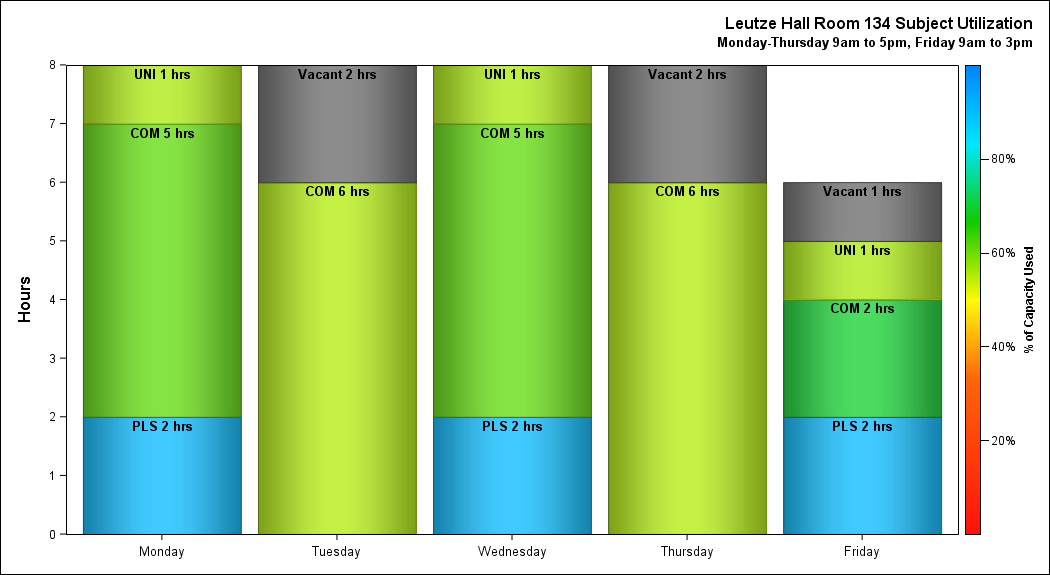 Leutze Hall Room 134 Subject Utilization
Monday-Thursday 9am to 5pm, Friday 9am to 3pm
Hours
8
7
6
5
4
3
2
1
0
UNI 1 hrs
COM 5 hrs
PLS 2 hrs
Vacant 2 hrs
COM 6 hrs
UNI 1 hrs
COM 5 hrs
PLS 2 hrs
Vacant 2 hrs
COM 6 hrs
Vacant 1 hrs
UNI 1 hrs
COM 2 hrs
PLS 2 hrs
Monday
Tuesday
Wednesday
Thursday
Friday
80%
60%
40%
20%
% of Capacity Used